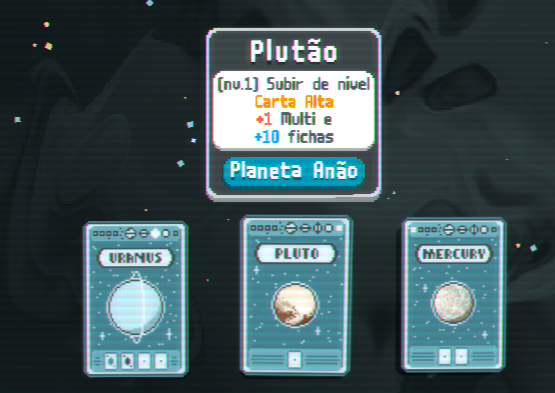 Plutão
(nv.1) Subir de nível
Carta Alta
+1 Multi e
+10 fichas
Planeta Anão
URANUS
PLUTO
MERCURY